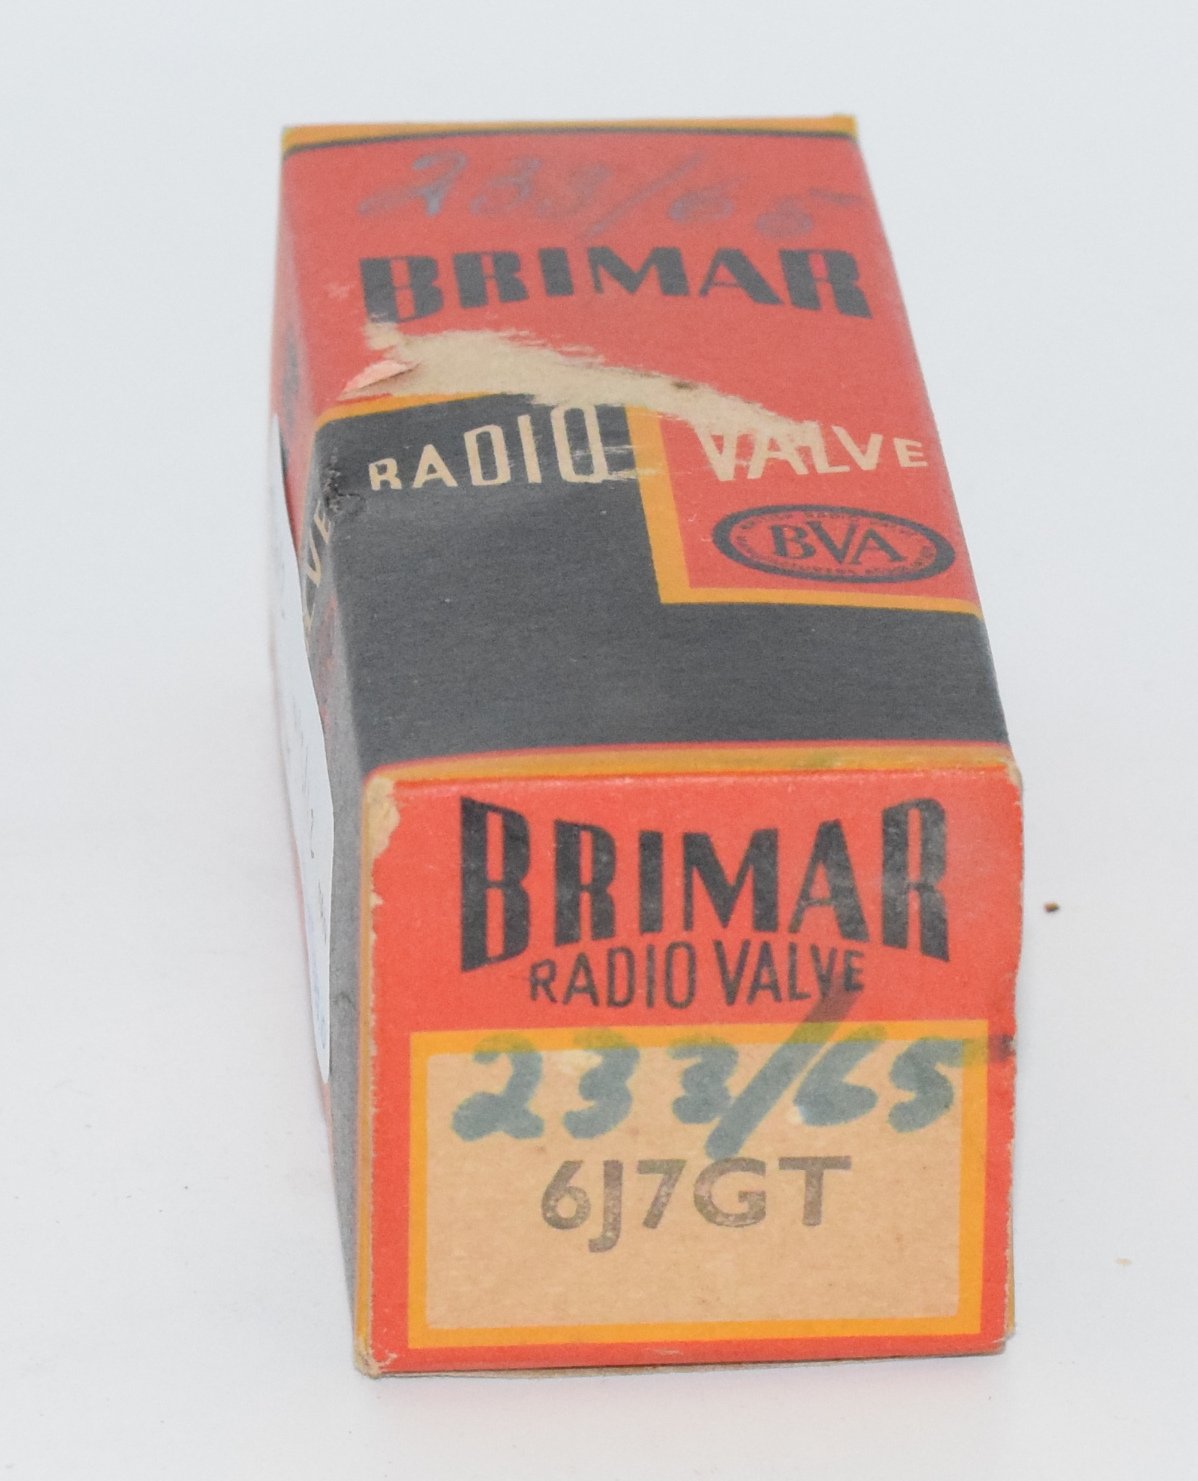 233/65
BRIMAR
RADIO VALVE
BVA
BRIMAR
RADIO VALVE
233/65
6J7GT